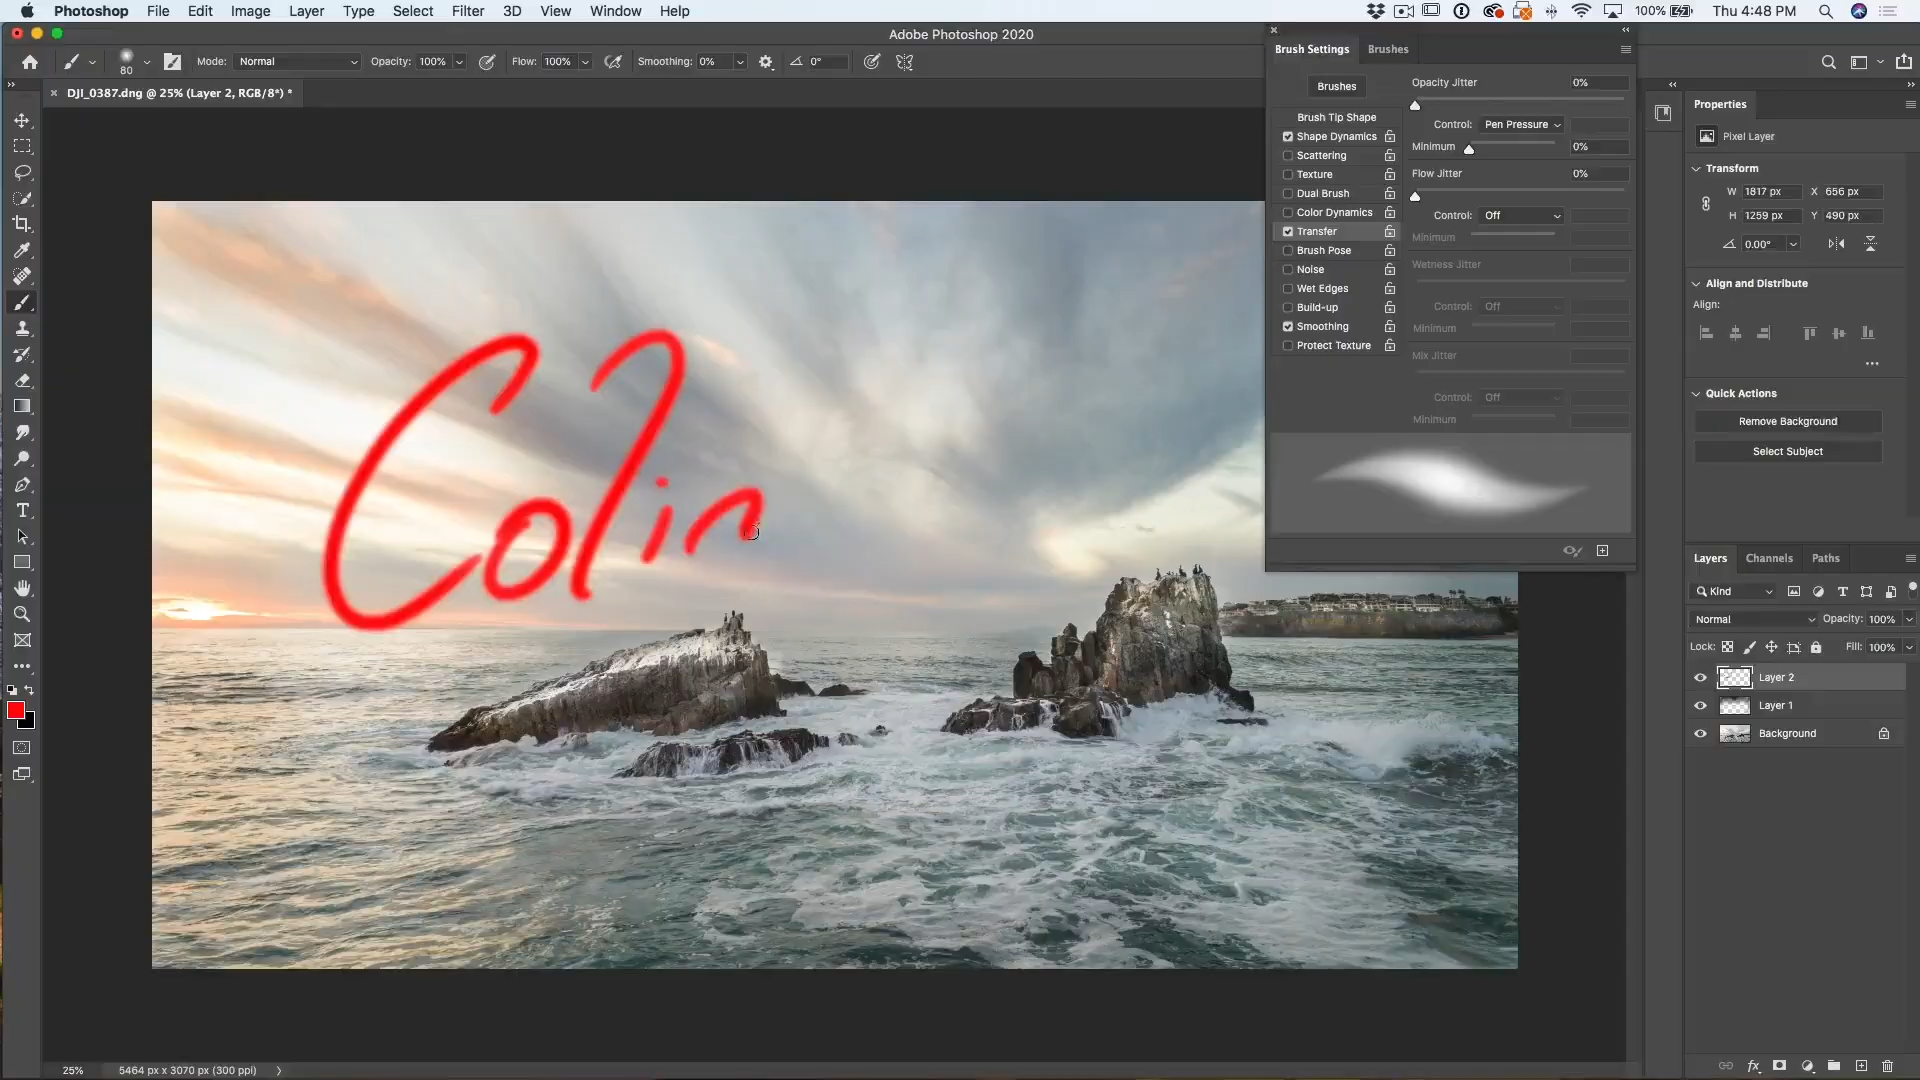 Photoshop File Edit Image Layer Type Select Filter 3D View Window Help 100% Thu 4:48 PM
Adobe Photoshop 2020
80 Mode: Normal Opacity: 100% Flow: 100% Smoothing: 0% 0°
DJI_0387.dng @ 25% (Layer 2, RGB/8*) *
Brush Settings Brushes
Brushes
Brush Tip Shape
Shape Dynamics
Scattering
Texture
Dual Brush
Color Dynamics
Transfer
Brush Pose
Noise
Wet Edges
Build-up
Smoothing
Protect Texture
Opacity Jitter 0%
Control: Pen Pressure
Minimum 0%
Flow Jitter 0%
Control: Off
Minimum
Wetness Jitter
Control: Off
Minimum
Mix Jitter
Control: Off
Minimum
Properties
Pixel Layer
Transform
W 1817 px X 656 px
H 1259 px Y 490 px
0.00°
Align and Distribute
Align:
Quick Actions
Remove Background
Select Subject
Colin
Layers Channels Paths
Kind
Normal Opacity: 100%
Lock: Fill: 100%
Layer 2
Layer 1
Background
25% 5464 px x 3070 px (300 ppi)